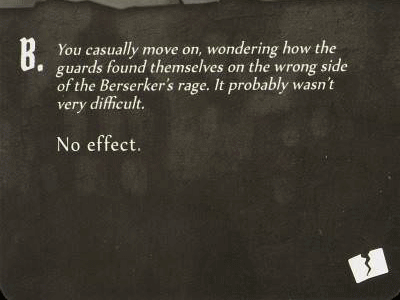 B. You casually move on, wondering how the
guards found themselves on the wrong side
of the Berserker's rage. It probably wasn't
very difficult.
No effect.